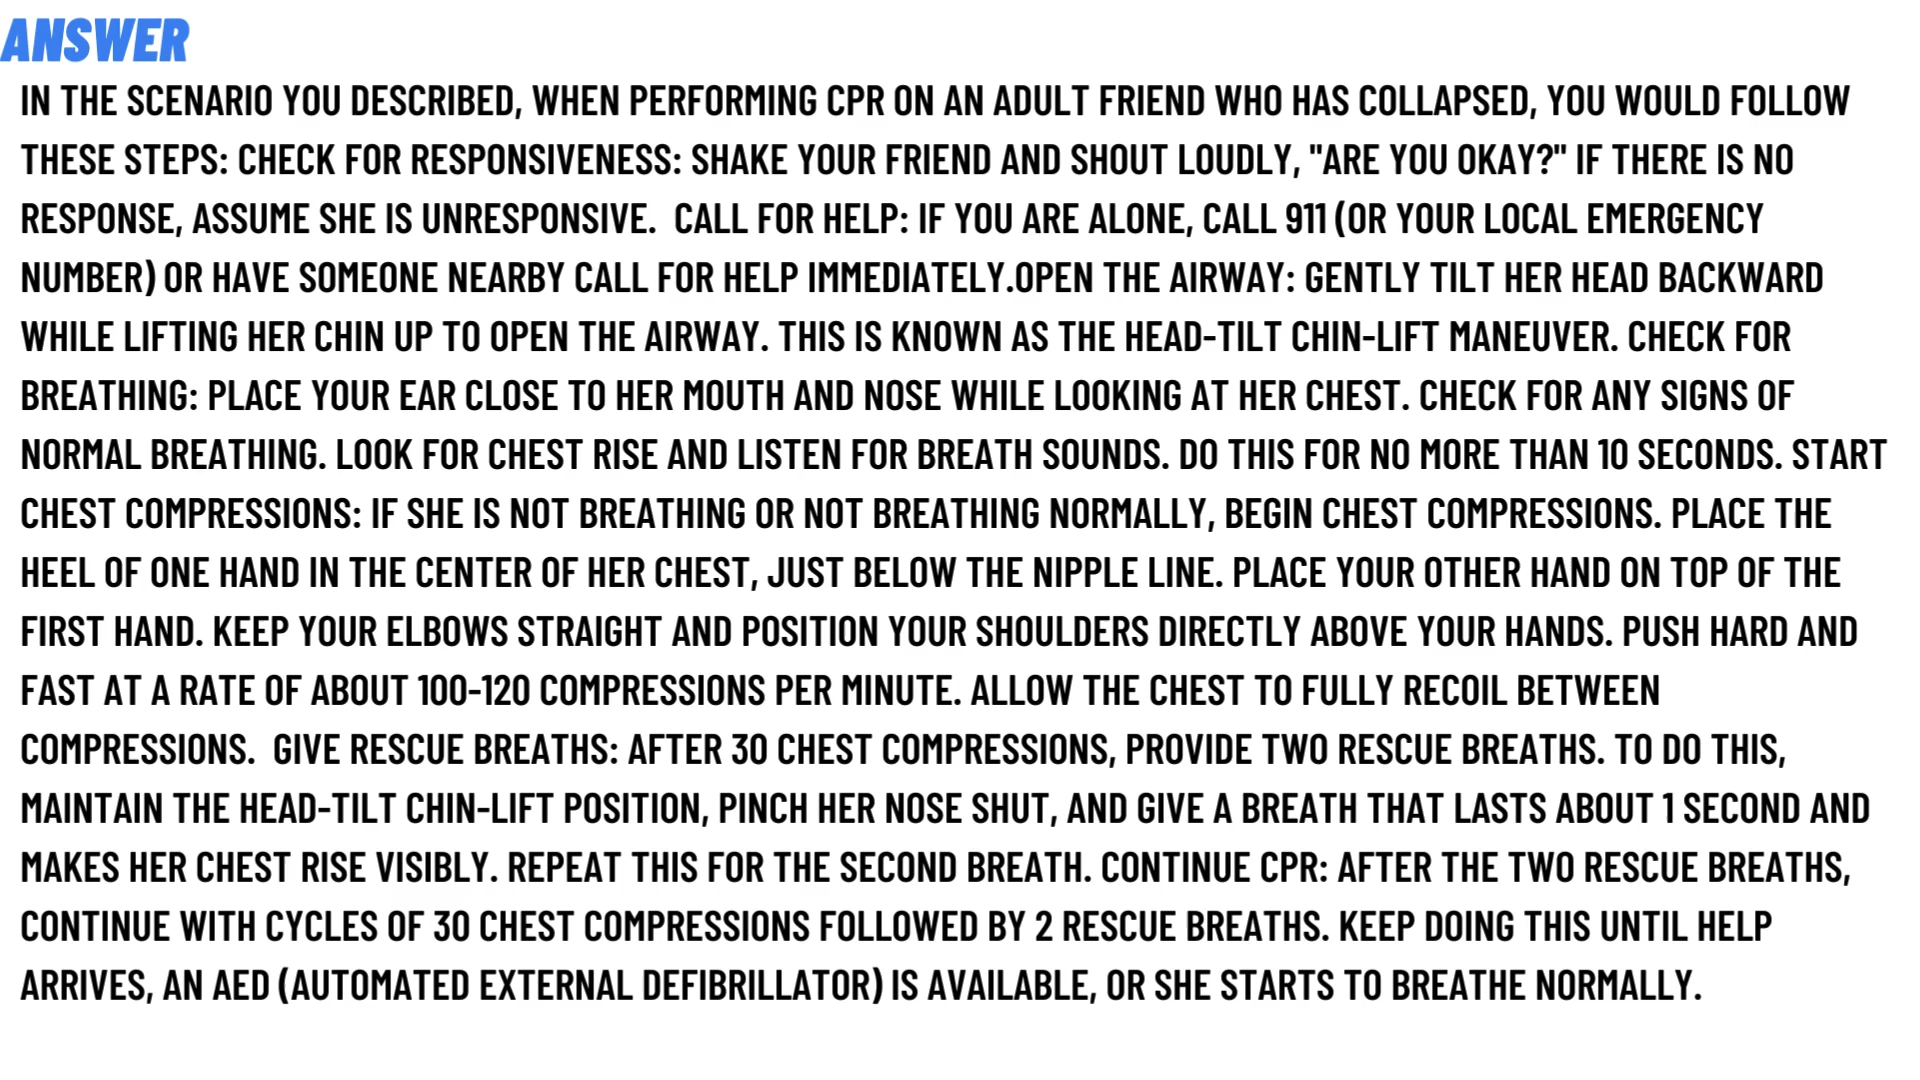 ANSWER
IN THE SCENARIO YOU DESCRIBED, WHEN PERFORMING CPR ON AN ADULT FRIEND WHO HAS COLLAPSED, YOU WOULD FOLLOW
THESE STEPS: CHECK FOR RESPONSIVENESS: SHAKE YOUR FRIEND AND SHOUT LOUDLY, "ARE YOU OKAY?" IF THERE IS NO
RESPONSE, ASSUME SHE IS UNRESPONSIVE.  CALL FOR HELP: IF YOU ARE ALONE, CALL 911 (OR YOUR LOCAL EMERGENCY
NUMBER) OR HAVE SOMEONE NEARBY CALL FOR HELP IMMEDIATELY.OPEN THE AIRWAY: GENTLY TILT HER HEAD BACKWARD
WHILE LIFTING HER CHIN UP TO OPEN THE AIRWAY. THIS IS KNOWN AS THE HEAD-TILT CHIN-LIFT MANEUVER. CHECK FOR
BREATHING: PLACE YOUR EAR CLOSE TO HER MOUTH AND NOSE WHILE LOOKING AT HER CHEST. CHECK FOR ANY SIGNS OF
NORMAL BREATHING. LOOK FOR CHEST RISE AND LISTEN FOR BREATH SOUNDS. DO THIS FOR NO MORE THAN 10 SECONDS. START
CHEST COMPRESSIONS: IF SHE IS NOT BREATHING OR NOT BREATHING NORMALLY, BEGIN CHEST COMPRESSIONS. PLACE THE
HEEL OF ONE HAND IN THE CENTER OF HER CHEST, JUST BELOW THE NIPPLE LINE. PLACE YOUR OTHER HAND ON TOP OF THE
FIRST HAND. KEEP YOUR ELBOWS STRAIGHT AND POSITION YOUR SHOULDERS DIRECTLY ABOVE YOUR HANDS. PUSH HARD AND
FAST AT A RATE OF ABOUT 100-120 COMPRESSIONS PER MINUTE. ALLOW THE CHEST TO FULLY RECOIL BETWEEN
COMPRESSIONS.  GIVE RESCUE BREATHS: AFTER 30 CHEST COMPRESSIONS, PROVIDE TWO RESCUE BREATHS. TO DO THIS,
MAINTAIN THE HEAD-TILT CHIN-LIFT POSITION, PINCH HER NOSE SHUT, AND GIVE A BREATH THAT LASTS ABOUT 1 SECOND AND
MAKES HER CHEST RISE VISIBLY. REPEAT THIS FOR THE SECOND BREATH. CONTINUE CPR: AFTER THE TWO RESCUE BREATHS,
CONTINUE WITH CYCLES OF 30 CHEST COMPRESSIONS FOLLOWED BY 2 RESCUE BREATHS. KEEP DOING THIS UNTIL HELP
ARRIVES, AN AED (AUTOMATED EXTERNAL DEFIBRILLATOR) IS AVAILABLE, OR SHE STARTS TO BREATHE NORMALLY.